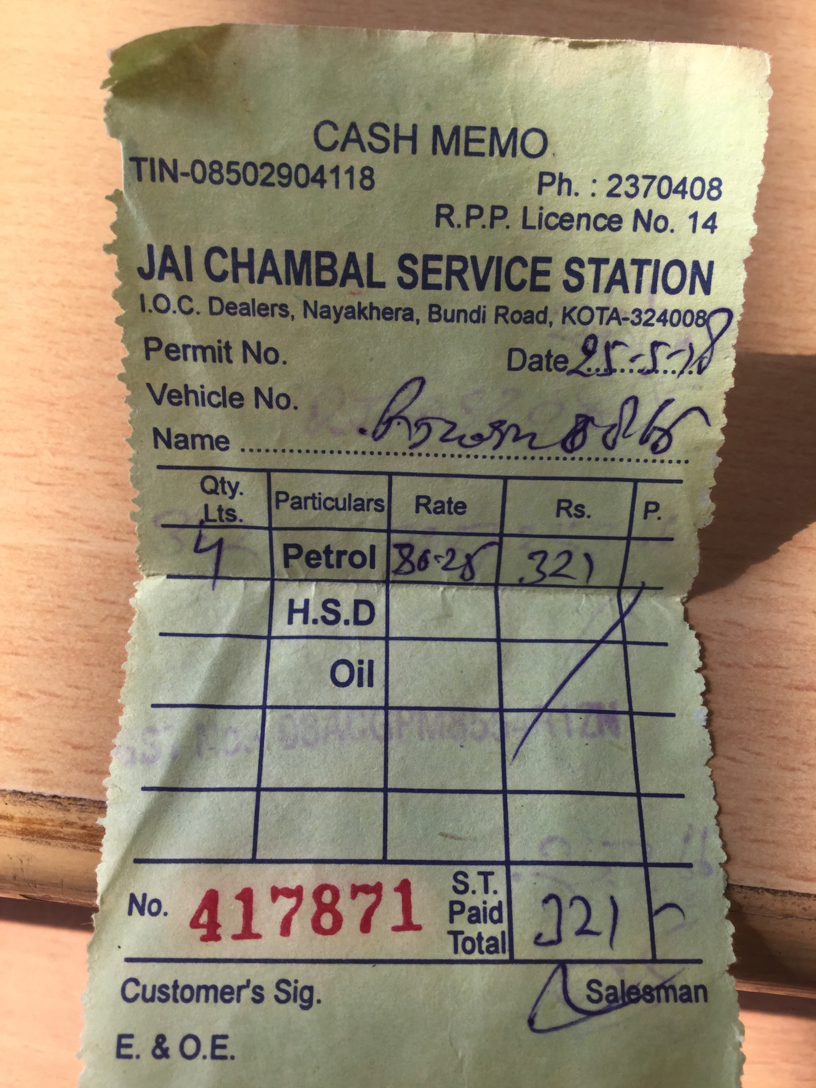 CASH MEMO
TIN-08502904118 Ph. : 2370408
R.P.P. Licence No. 14
JAI CHAMBAL SERVICE STATION
I.O.C. Dealers, Nayakhera, Bundi Road, KOTA-324008
Permit No. Date 25-5-18
Vehicle No.
Name
Qty. Lts. Particulars Rate Rs. P.
4 Petrol 80.25 321
H.S.D
Oil
No. 417871 S.T. Paid Total 321
Customer's Sig. Salesman
E. & O.E.